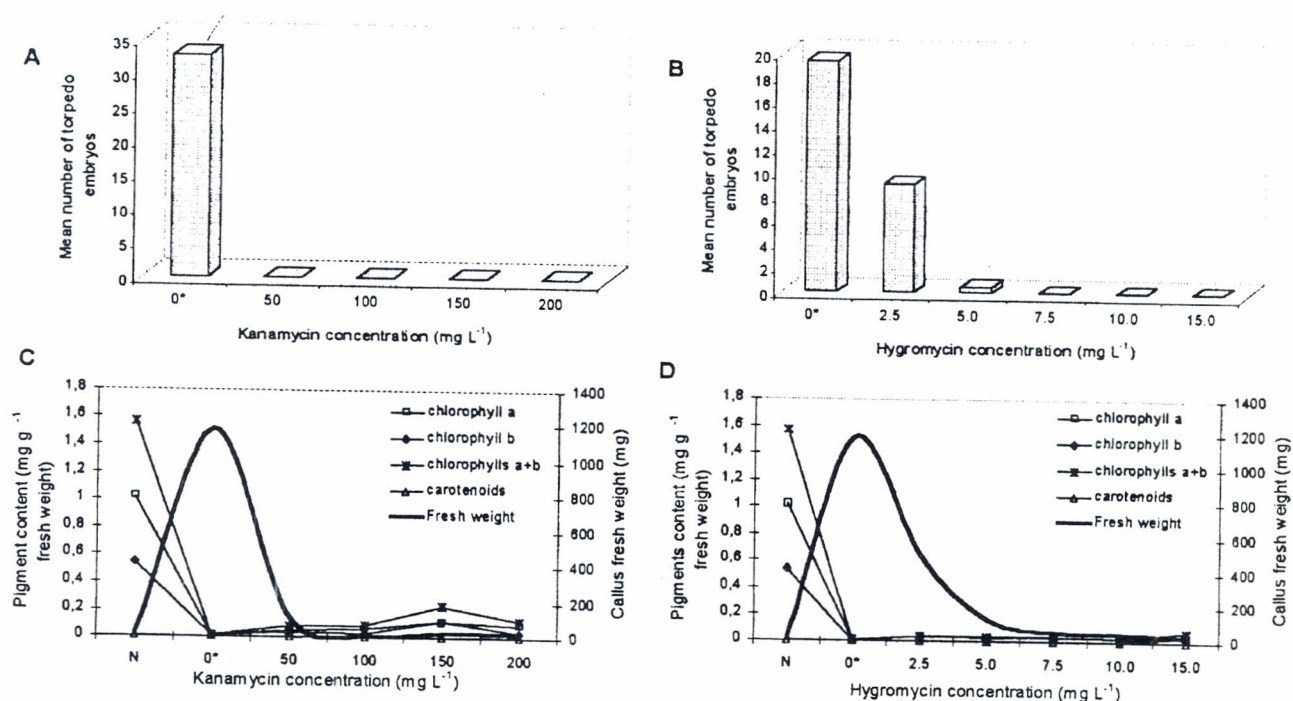 A
Mean number of torpedo
embryos
35
30
25
20
15
10
5
0
0* 50 100 150 200
Kanamycin concentration (mg L⁻¹)
B
Mean number of torpedo
embryos
20
18
16
14
12
10
8
6
4
2
0
0* 2.5 5.0 7.5 10.0 15.0
Hygromycin concentration (mg L⁻¹)
C
Pigment content (mg g⁻¹
fresh weight)
1,8
1,6
1,4
1,2
1
0,8
0,6
0,4
0,2
0
chlorophyll a
chlorophyll b
chlorophylls a+b
carotenoids
Fresh weight
1400
1200
1000
800
600
400
200
0
Callus fresh weight (mg)
N 0* 50 100 150 200
Kanamycin concentration (mg L⁻¹)
D
Pigments content (mg g⁻¹
fresh weight)
1,8
1,6
1,4
1,2
1
0,8
0,6
0,4
0,2
0
chlorophyll a
chlorophyll b
chlorophylls a+b
carotenoids
Fresh weight
1400
1200
1000
800
600
400
200
0
Callus fresh weight (mg)
N 0* 2.5 5.0 7.5 10.0 15.0
Hygromycin concentration (mg L⁻¹)